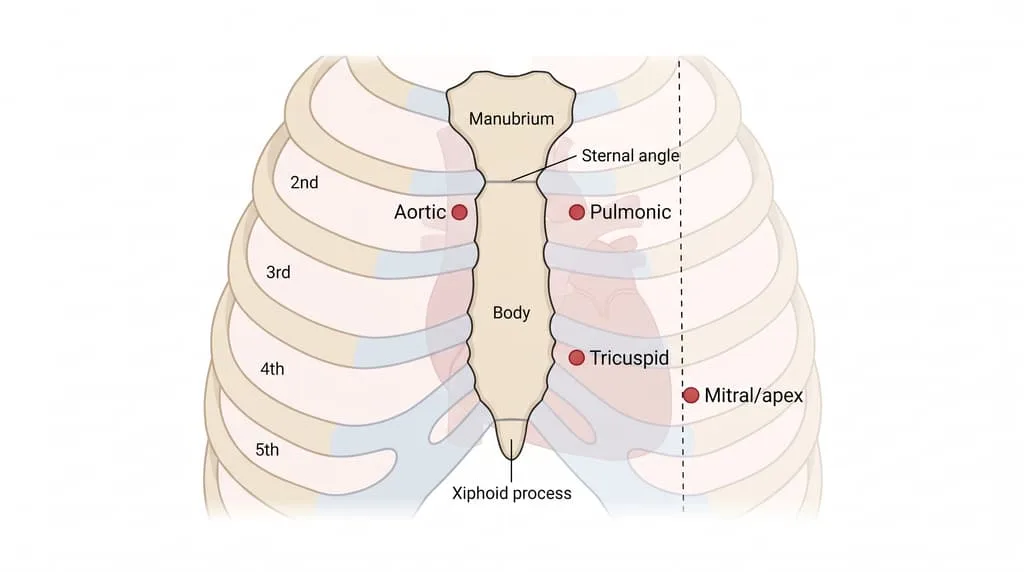 Manubrium
Sternal angle
2nd
Aortic
Pulmonic
3rd
Body
Tricuspid
4th
Mitral/apex
5th
Xiphoid process